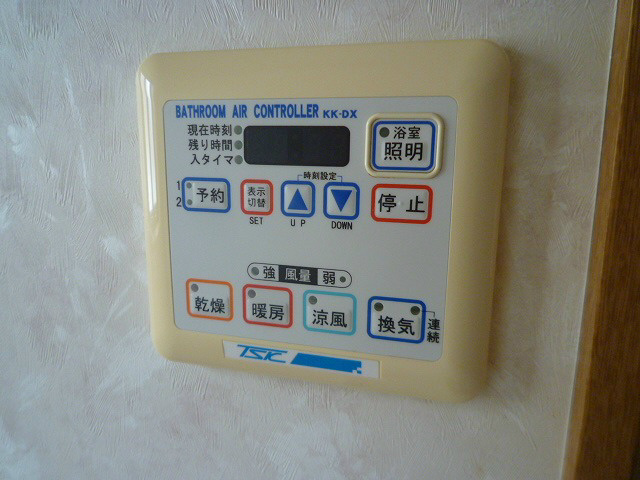 BATHROOM AIR CONTROLLER KK-DX
現在時刻
残り時間
入タイマ
浴室
照明
時刻設定
1
2
予約
表示
切替
SET
UP
DOWN
停止
強 風量 弱
乾燥
暖房
涼風
換気
連続
TSK